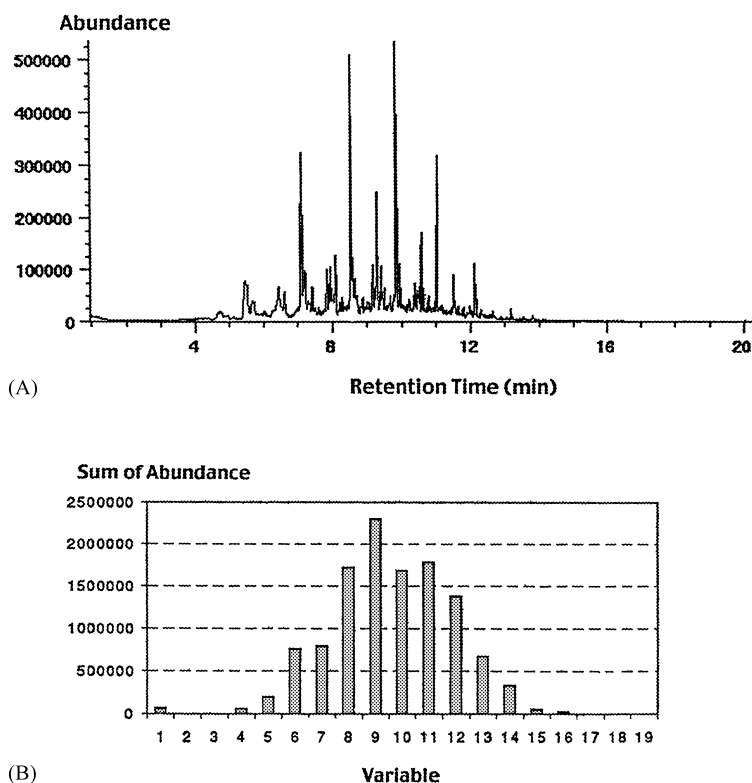 Abundance
500000
400000
300000
200000
100000
0
4 8 12 16 20
(A) Retention Time (min)
Sum of Abundance
2500000
2000000
1500000
1000000
500000
0
1 2 3 4 5 6 7 8 9 10 11 12 13 14 15 16 17 18 19
(B) Variable